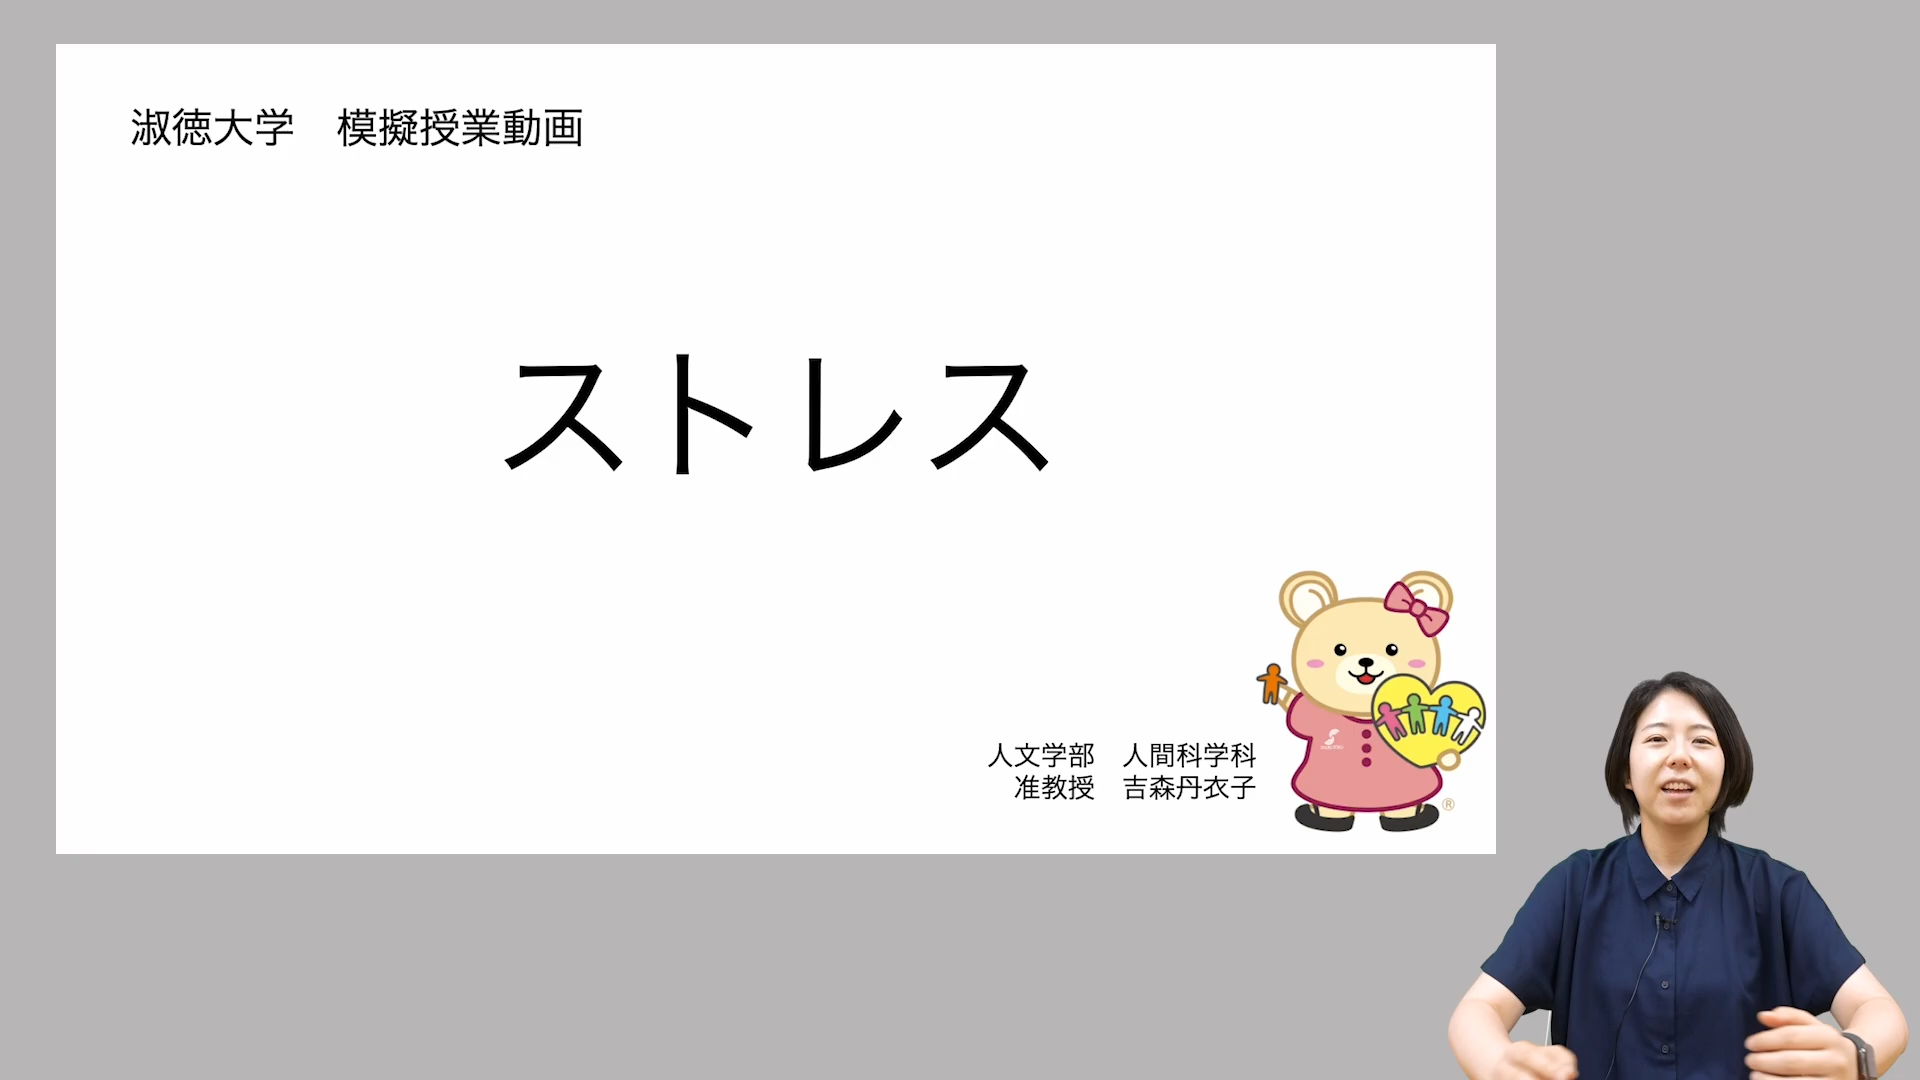 淑徳大学　模擬授業動画
ストレス
人文学部　人間科学科
准教授　吉森丹衣子
®